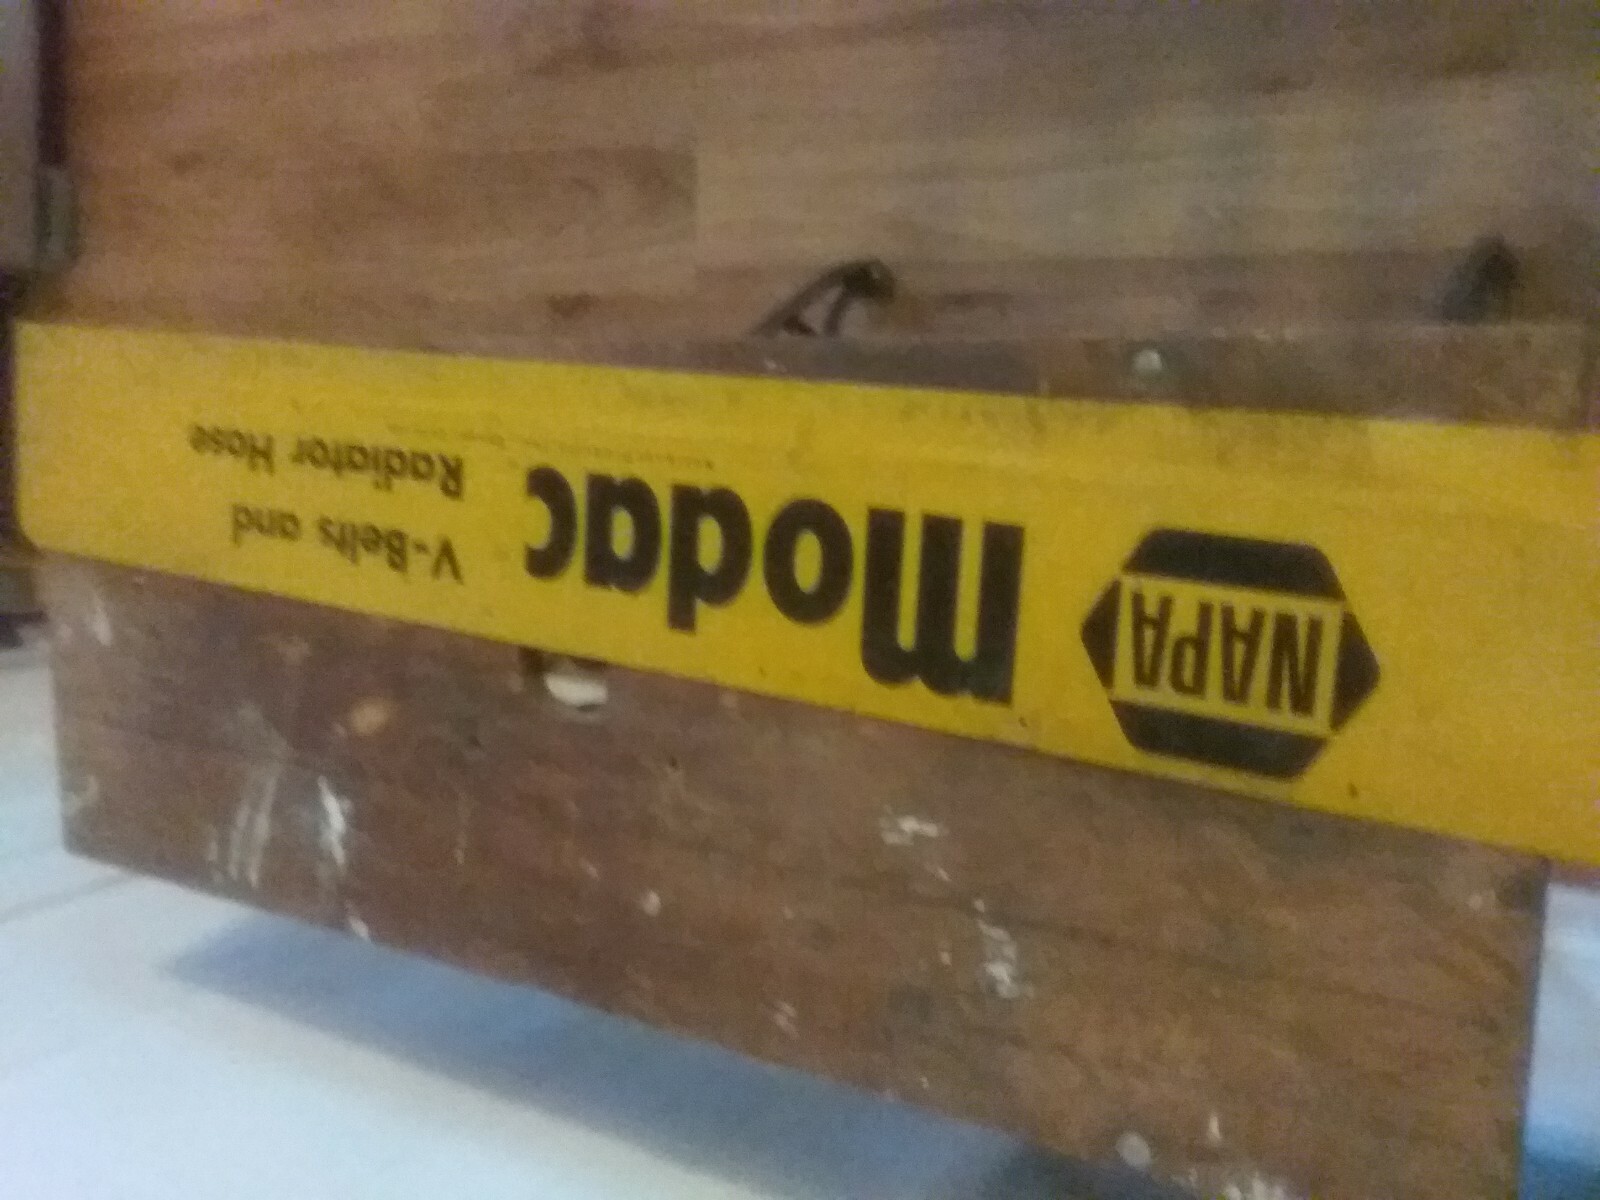 NAPA
modac
V-Belts and
Radiator Hose